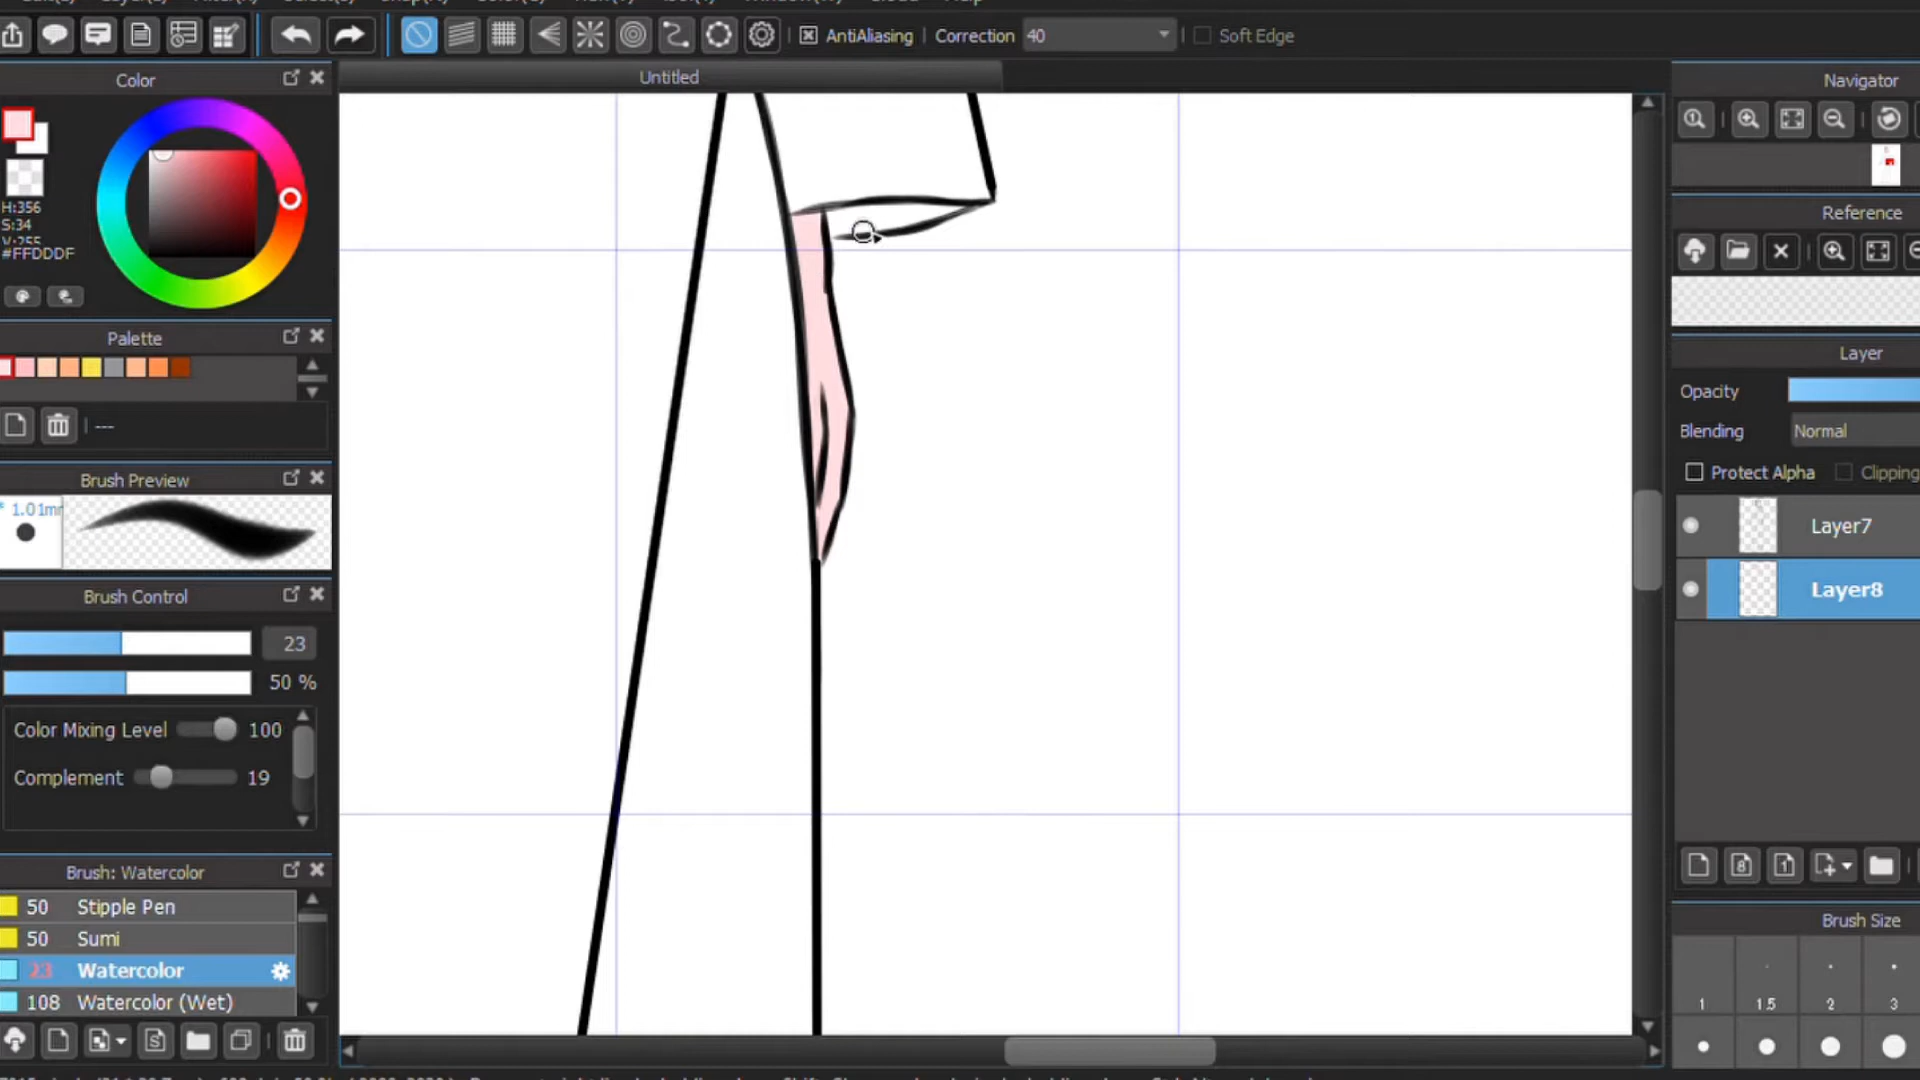 AntiAliasing
Correction
40
Soft Edge
Color
Untitled
Navigator
H:356
S:34
V:255
#FFDDDF
Reference
Palette
---
Layer
Opacity
Blending
Normal
Protect Alpha
Clipping
Brush Preview
* 1.01mm
Layer7
Layer8
Brush Control
23
50 %
Color Mixing Level
100
Complement
19
Brush: Watercolor
50
Stipple Pen
50
Sumi
23
Watercolor
108
Watercolor (Wet)
Brush Size
1
1.5
2
3